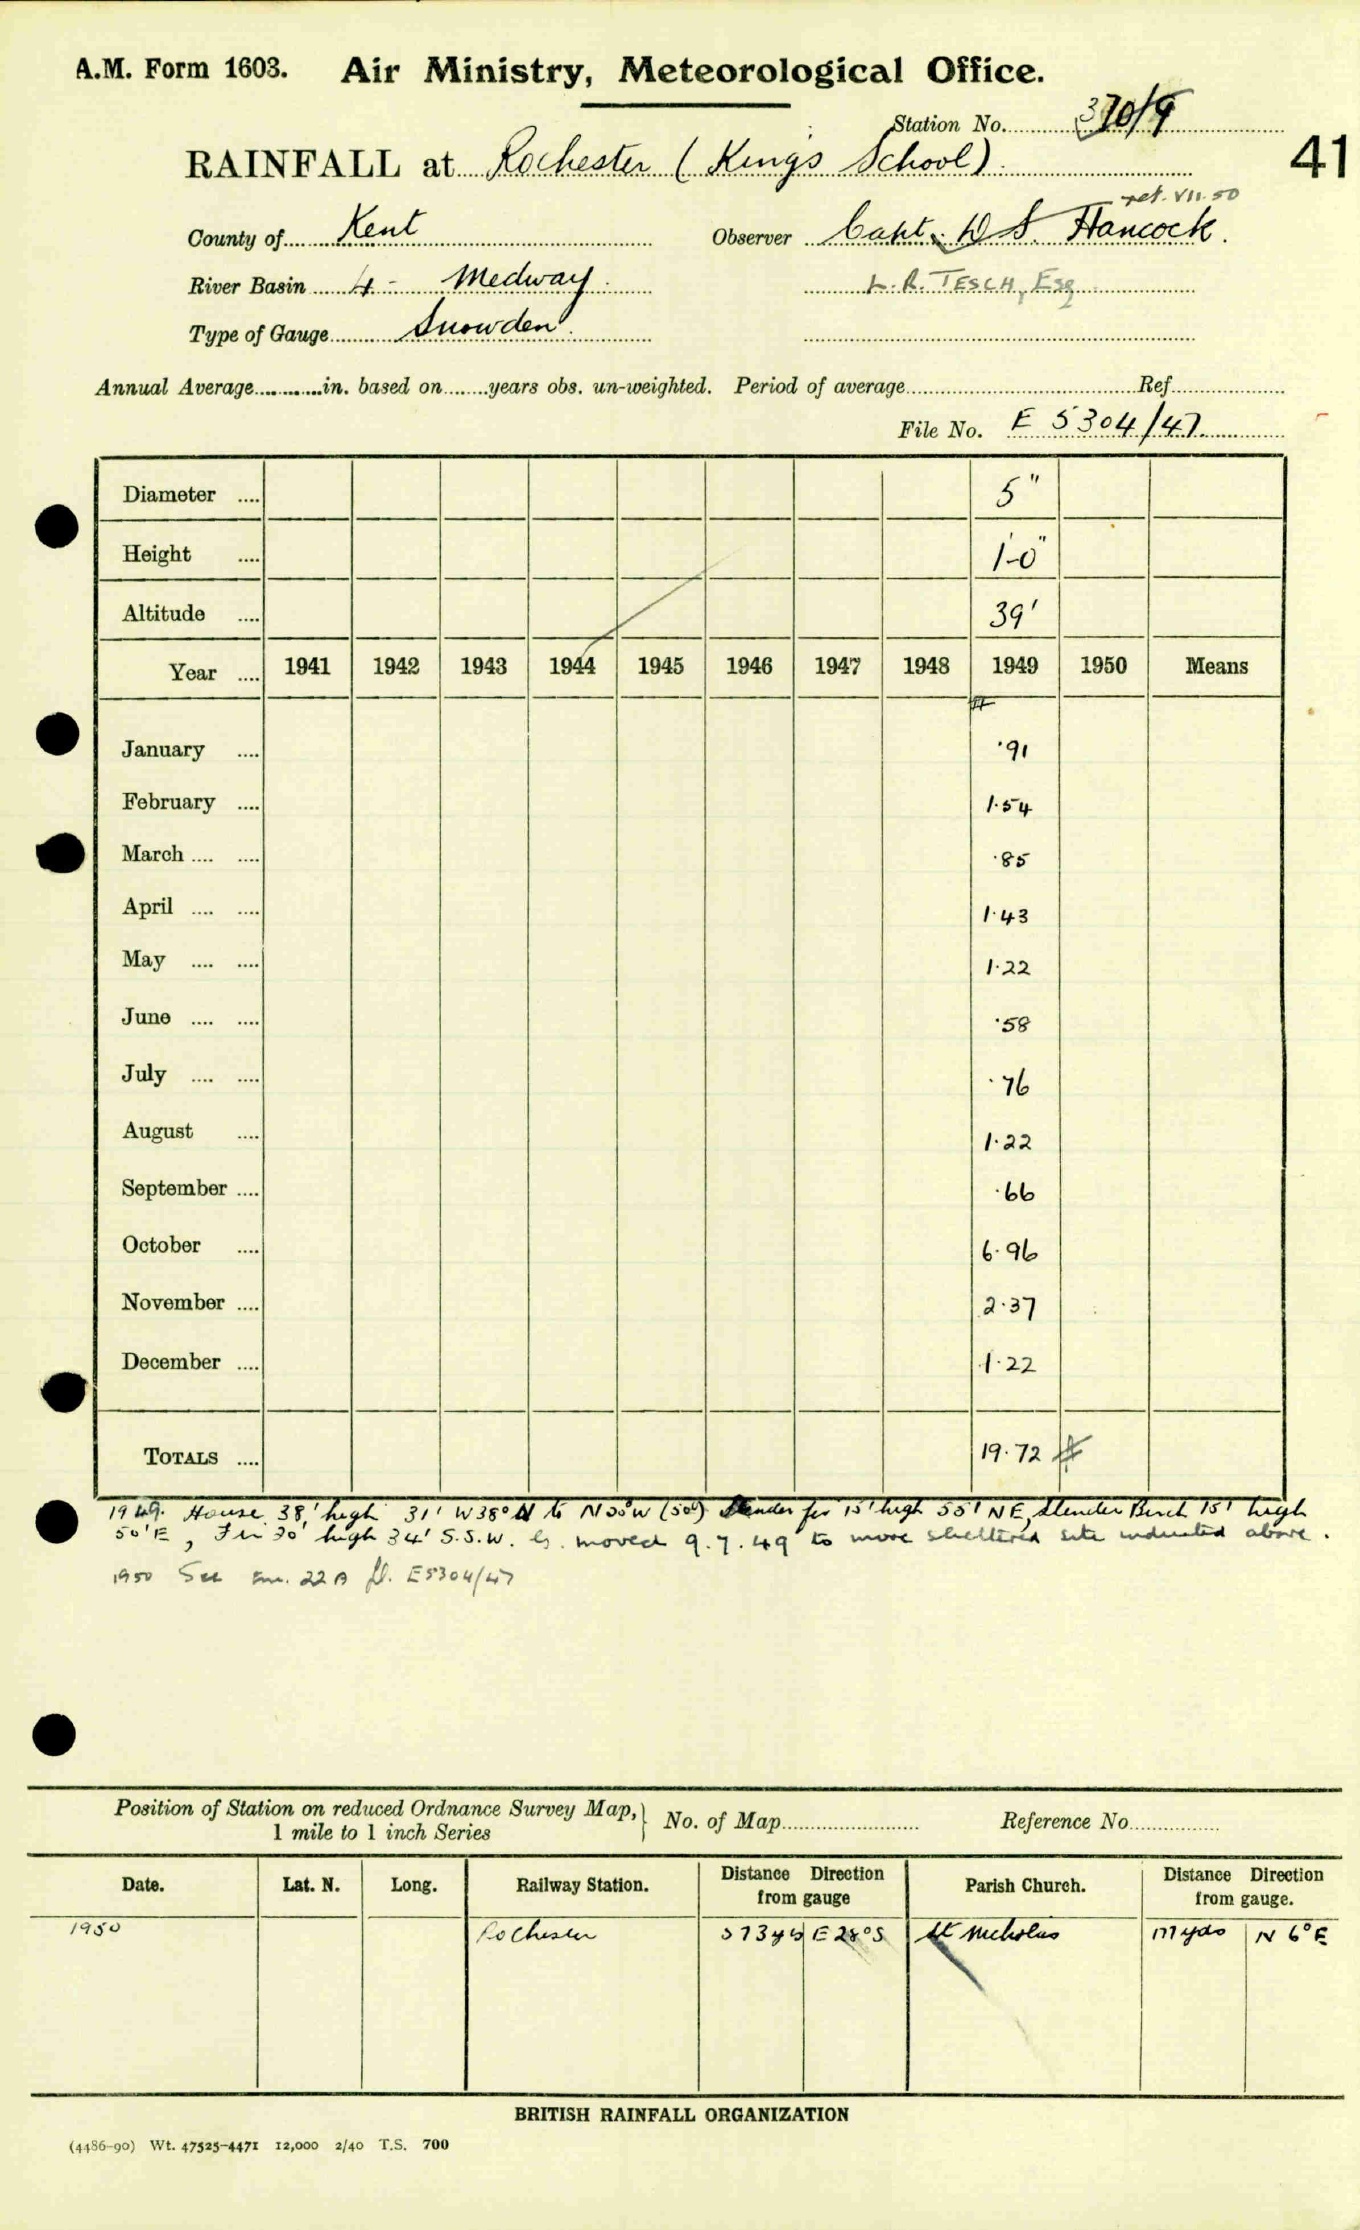 A.M. Form 1603. Air Ministry, Meteorological Office.
Station No. 370/9
41
RAINFALL at Rochester (King's School).
ret. VII.50
County of Kent Observer Capt. D S. Hancock.
River Basin 4 - Medway. L. R. TESCH, Esq
Type of Gauge Snowden.
Annual Average............in. based on........years obs. un-weighted. Period of average........Ref........
File No. E 5304/47.
Diameter .... 5"
Height .... 1'-0"
Altitude .... 39'
Year .... 1941 1942 1943 1944 1945 1946 1947 1948 1949 1950 Means
#
January .... ·91
February .... 1·54
March .... .... ·85
April .... .... 1·43
May .... .... 1·22
June .... .... ·58
July .... .... ·76
August .... 1·22
September .... ·66
October .... 6·96
November .... 2·37
December .... 1·22
TOTALS .... 19·72 #
1949. House 38' high 31' W38°N to N20°W (50°) Slender fir 15' high 55' NE, Slender Birch 15' high
50' E, Fir 30' high 34' S.S.W. G. moved 9.7.49 to more sheltered site indicated above.
1950 See 22A E5304/47
Position of Station on reduced Ordnance Survey Map, } No. of Map........ Reference No........
1 mile to 1 inch Series
Date. Lat. N. Long. Railway Station. Distance Direction from gauge Parish Church. Distance Direction from gauge.
1950 Rochester 573 yds E 28° S St Nicholas 177 yds N 6° E
BRITISH RAINFALL ORGANIZATION
(4486-90) Wt. 47525-4471 12,000 2/40 T.S. 700